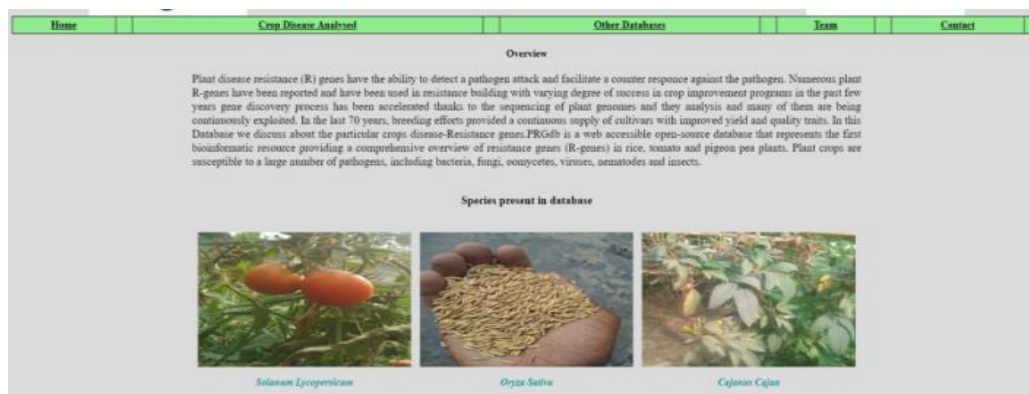 Home Crop Disease Analysed Other Databases Team Contact
Overview
Plant disease resistance (R) genes have the ability to detect a pathogen attack and facilitate a counter responce against the pathogen. Numerous plant
R-genes have been reported and have been used in resistance building with varying degree of success in crop improvement programs in the past few
years gene discovery process has been accelerated thanks to the sequencing of plant genomes and they analysis and many of them are being
continuously exploited. In the last 70 years, breeding efforts provided a continuous supply of cultivars with improved yield and quality traits. In this
Database we discuss about the particular crops disease-Resistance genes.PRGdb is a web accessible open-source database that represents the first
bioinformatic resource providing a comprehensive overview of resistance genes (R-genes) in rice, tomato and pigeon pea plants. Plant crops are
susceptible to a large number of pathogens, including bacteria, fungi, oomycetes, viruses, nematodes and insects.
Species present in database
Solanum Lycopersicum Oryza Sativa Cajanus Cajan